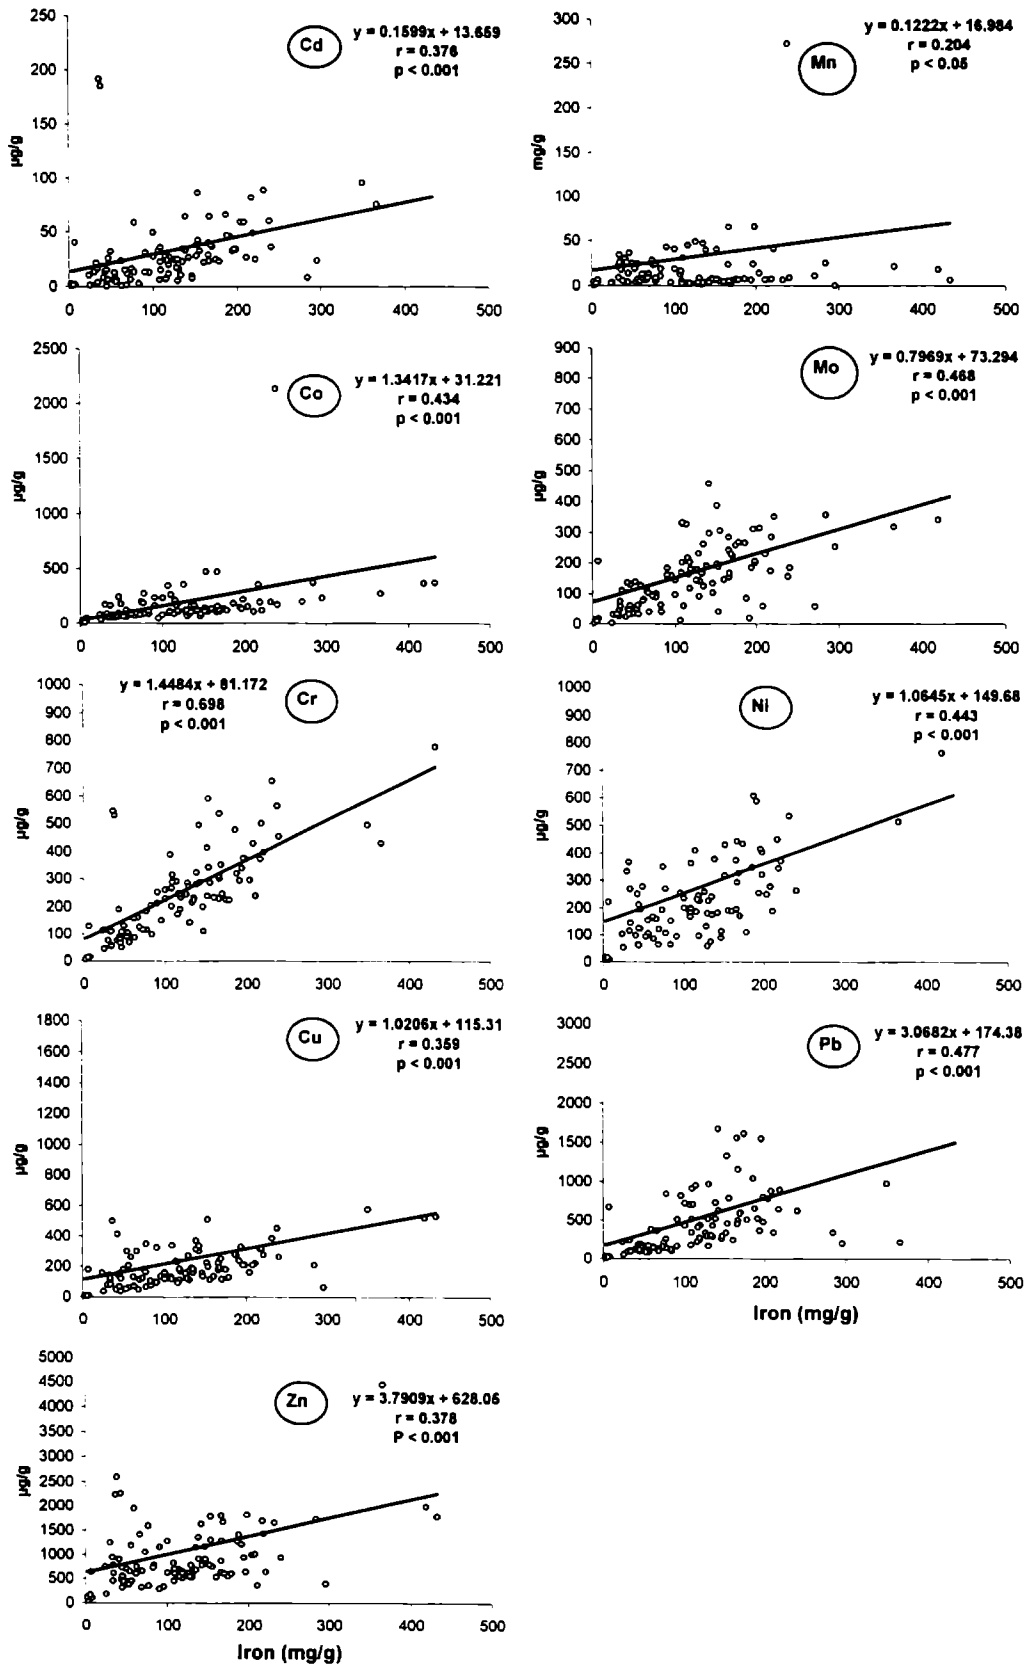 250
200
150
100
50
0
µg/g
0 100 200 300 400 500
Cd
y = 0.1599x + 13.659
r = 0.376
p < 0.001
300
250
200
150
100
50
0
mg/g
0 100 200 300 400 500
Mn
y = 0.1222x + 16.984
r = 0.204
p < 0.05
2500
2000
1500
1000
500
0
µg/g
0 100 200 300 400 500
Co
y = 1.3417x + 31.221
r = 0.434
p < 0.001
900
800
700
600
500
400
300
200
100
0
µg/g
0 100 200 300 400 500
Mo
y = 0.7969x + 73.294
r = 0.468
p < 0.001
1000
900
800
700
600
500
400
300
200
100
0
µg/g
0 100 200 300 400 500
y = 1.4484x + 81.172
r = 0.698
p < 0.001
Cr
1000
900
800
700
600
500
400
300
200
100
0
µg/g
0 100 200 300 400 500
Ni
y = 1.0645x + 149.68
r = 0.443
p < 0.001
1800
1600
1400
1200
1000
800
600
400
200
0
µg/g
0 100 200 300 400 500
Cu
y = 1.0206x + 115.31
r = 0.359
p < 0.001
3000
2500
2000
1500
1000
500
0
µg/g
0 100 200 300 400 500
Iron (mg/g)
Pb
y = 3.0682x + 174.38
r = 0.477
p < 0.001
5000
4500
4000
3500
3000
2500
2000
1500
1000
500
0
µg/g
0 100 200 300 400 500
Iron (mg/g)
Zn
y = 3.7909x + 628.05
r = 0.378
P < 0.001